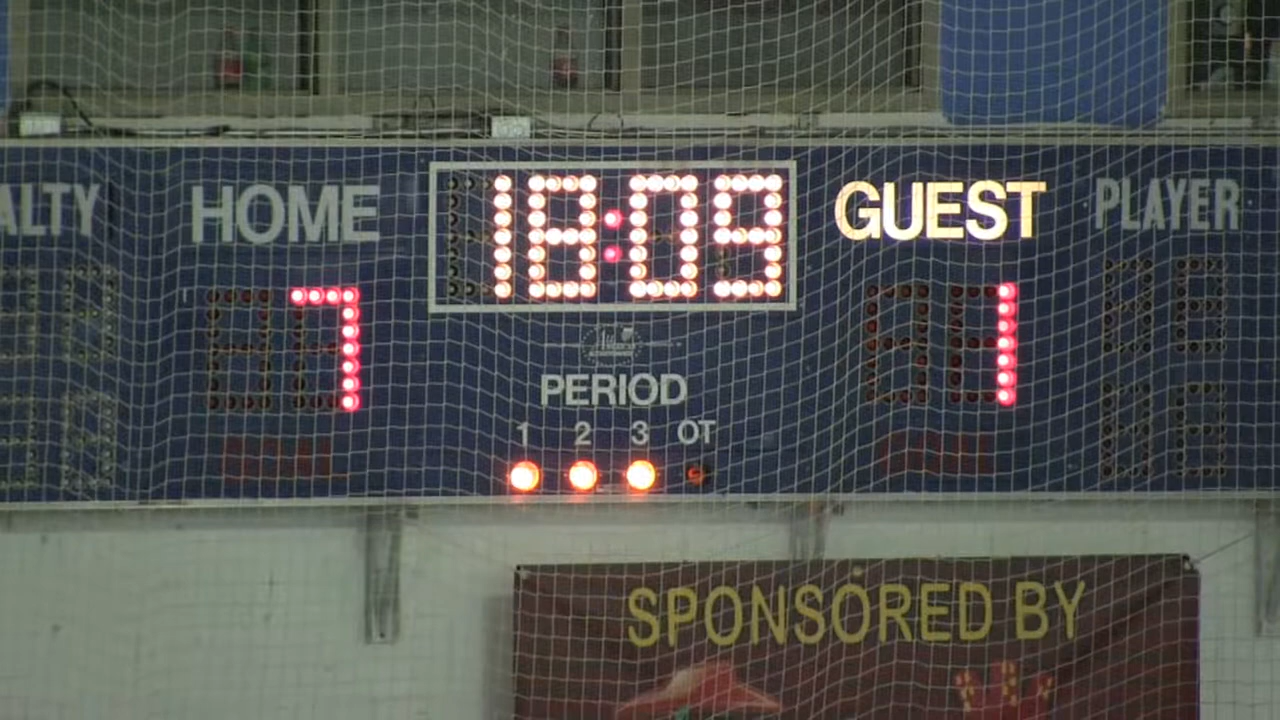 ALTY HOME 18:09 GUEST PLAYER
7 1
PERIOD
1 2 3 OT
SPONSORED BY